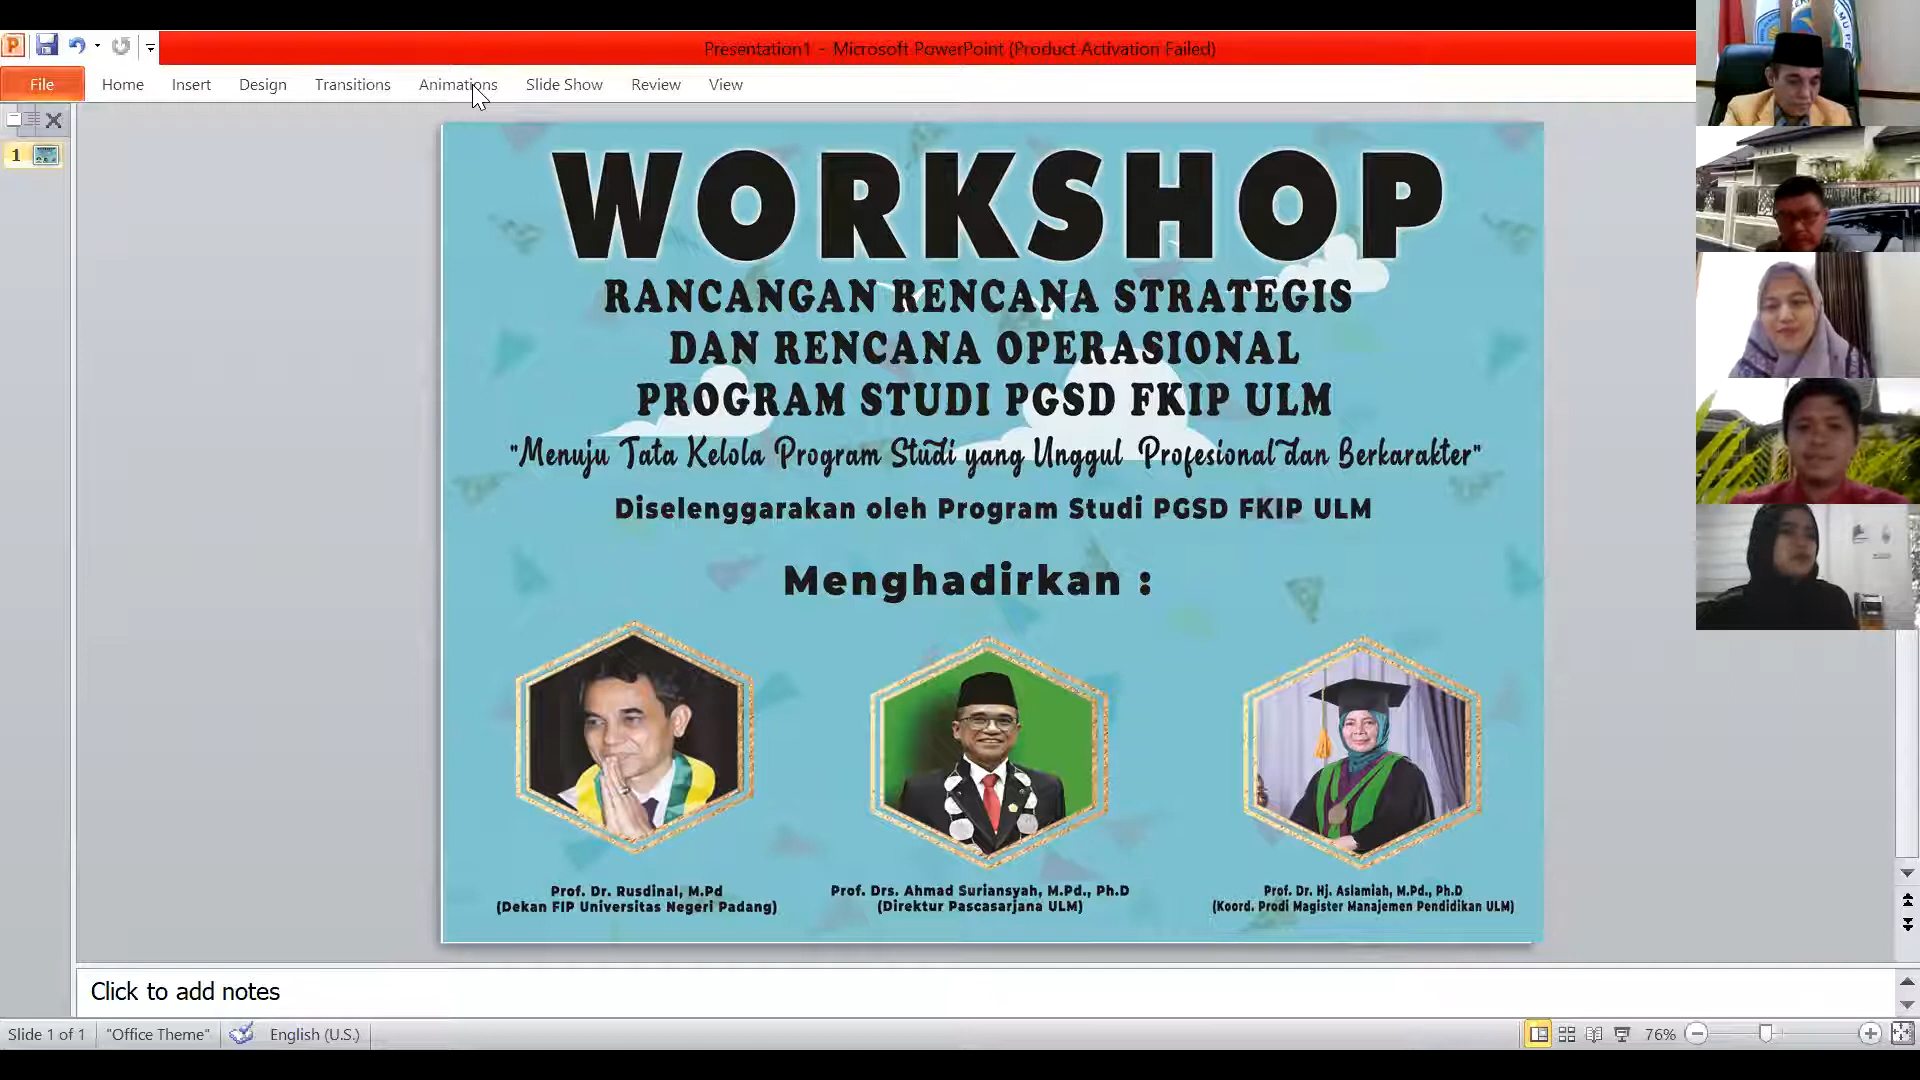 Presentation1 - Microsoft PowerPoint (Product Activation Failed)
File Home Insert Design Transitions Animations Slide Show Review View
1
WORKSHOP
RANCANGAN RENCANA STRATEGIS
DAN RENCANA OPERASIONAL
PROGRAM STUDI PGSD FKIP ULM
"Menuju Tata Kelola Program Studi yang Unggul Profesional dan Berkarakter"
Diselenggarakan oleh Program Studi PGSD FKIP ULM
Menghadirkan :
Prof. Dr. Rusdinal, M.Pd
(Dekan FIP Universitas Negeri Padang)
Prof. Drs. Ahmad Suriansyah, M.Pd., Ph.D
(Direktur Pascasarjana ULM)
Prof. Dr. Hj. Aslamiah, M.Pd., Ph.D
(Koord. Prodi Magister Manajemen Pendidikan ULM)
Click to add notes
Slide 1 of 1 "Office Theme" English (U.S.) 76%